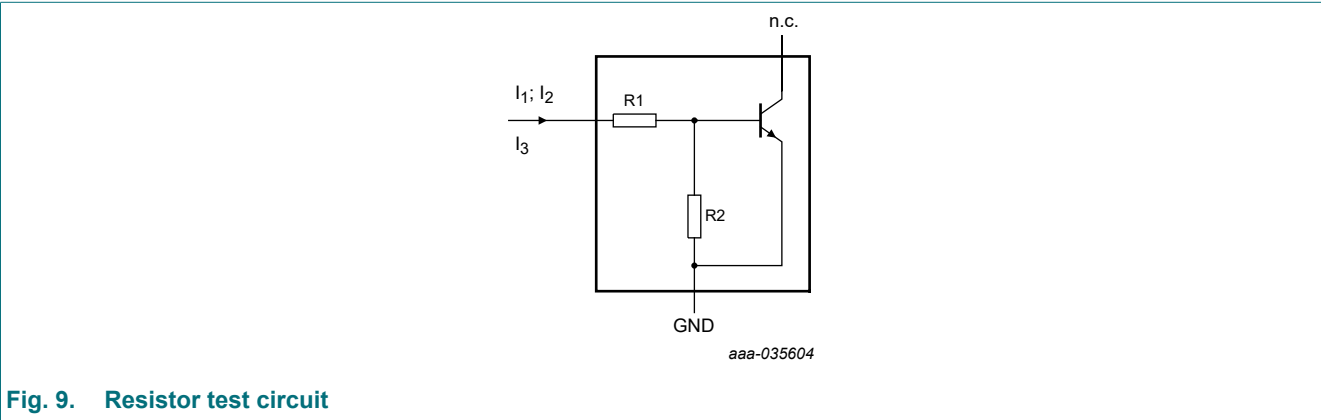 n.c.
I1; I2
R1
I3
R2
GND
aaa-035604
Fig. 9. Resistor test circuit